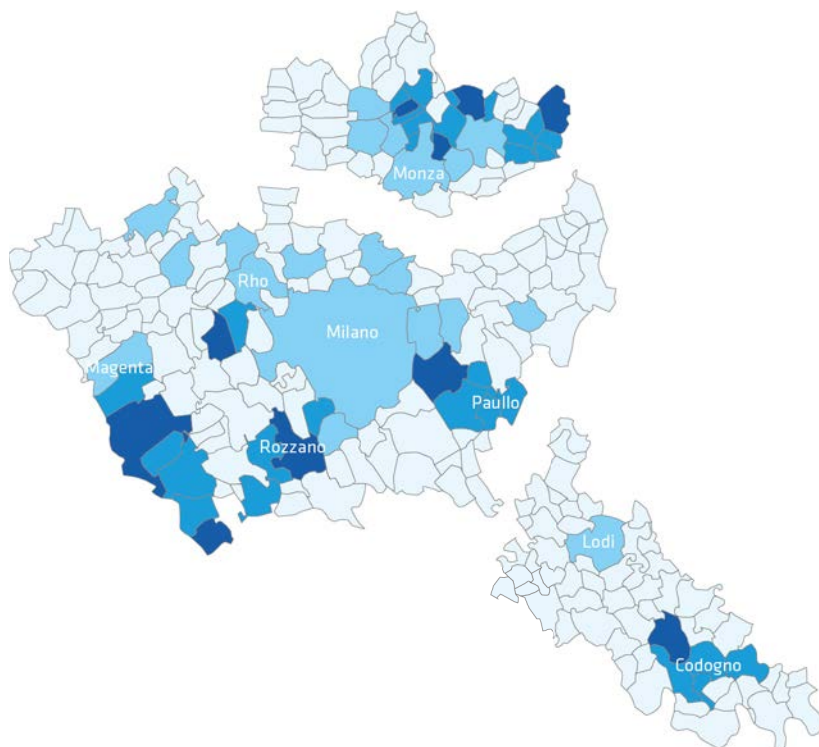 Monza
Rho
Milano
Magenta
Paullo
Rozzano
Lodi
Codogno